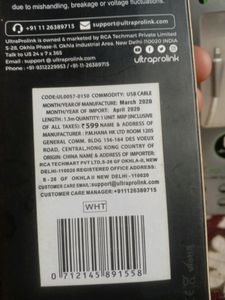 due to mishandling, breakage or voltage fluctuations.
+91 11 26389715
support@ultraprolink.com
UltraProlink is owned & marketed by RCA Techmart Private Limited
S-28, Okhla Phase-II, Okhla Industrial Area, New Delhi 110020 INDIA
Talk to US 24 x 7 x 365
Email : support@ultraprolink.com
Phone : +91 9312229953 / +91 11 26389715
ultraprolink
CODE:UL0057-0150 COMMODITY: USB CABLE
MONTH/YEAR OF MANUFACTURE: March 2020
MONTH/YEAR OF IMPORT: April 2020
LENGTH: 1.5m QUANTITY: 1 UNIT MRP (INCLUSIVE
OF ALL TAXES): ₹ 599 NAME & ADDRESS OF
MANUFACTURER: PAIHANA HK LTD ROOM 1205
GENERAL COMM. BLDG 156-164 DES VOEUX
ROAD, CENTRAL,HONG KONG COUNTRY OF
ORIGIN: CHINA NAME & ADDRESS OF IMPORTER:
RCA TECHMART PVT LTD,S-28 GF OKHLA-II, NEW
DELHI-110020 REGISTERED OFFICE ADDRESS:
S - 28 GF OKHLA II NEW DELHI - 110020
CUSTOMER CARE EMAIL:support@ultraprolink.com
CUSTOMER CARE MANAGER:+911126389715
WHT
0 712145 891558